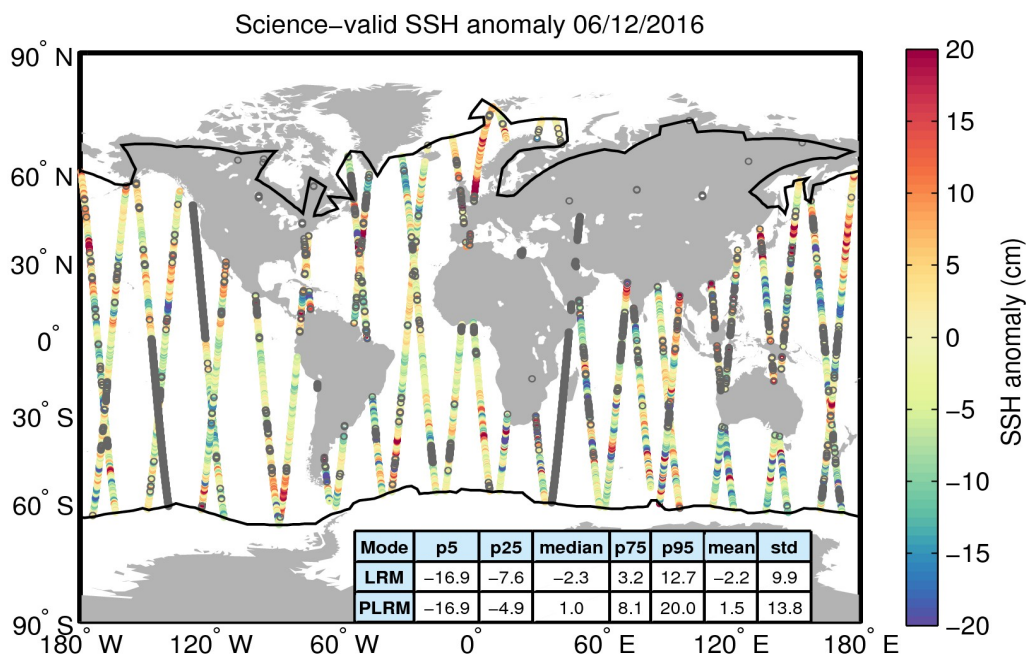 Science−valid SSH anomaly 06/12/2016
90° N
60° N
30° N
0°
30° S
60° S
90° S
180° W
120° W
60° W
0°
60° E
120° E
180° E
20
15
10
5
0
−5
−10
−15
−20
SSH anomaly (cm)
Mode p5 p25 median p75 p95 mean std
LRM −16.9 −7.6 −2.3 3.2 12.7 −2.2 9.9
PLRM −16.9 −4.9 1.0 8.1 20.0 1.5 13.8